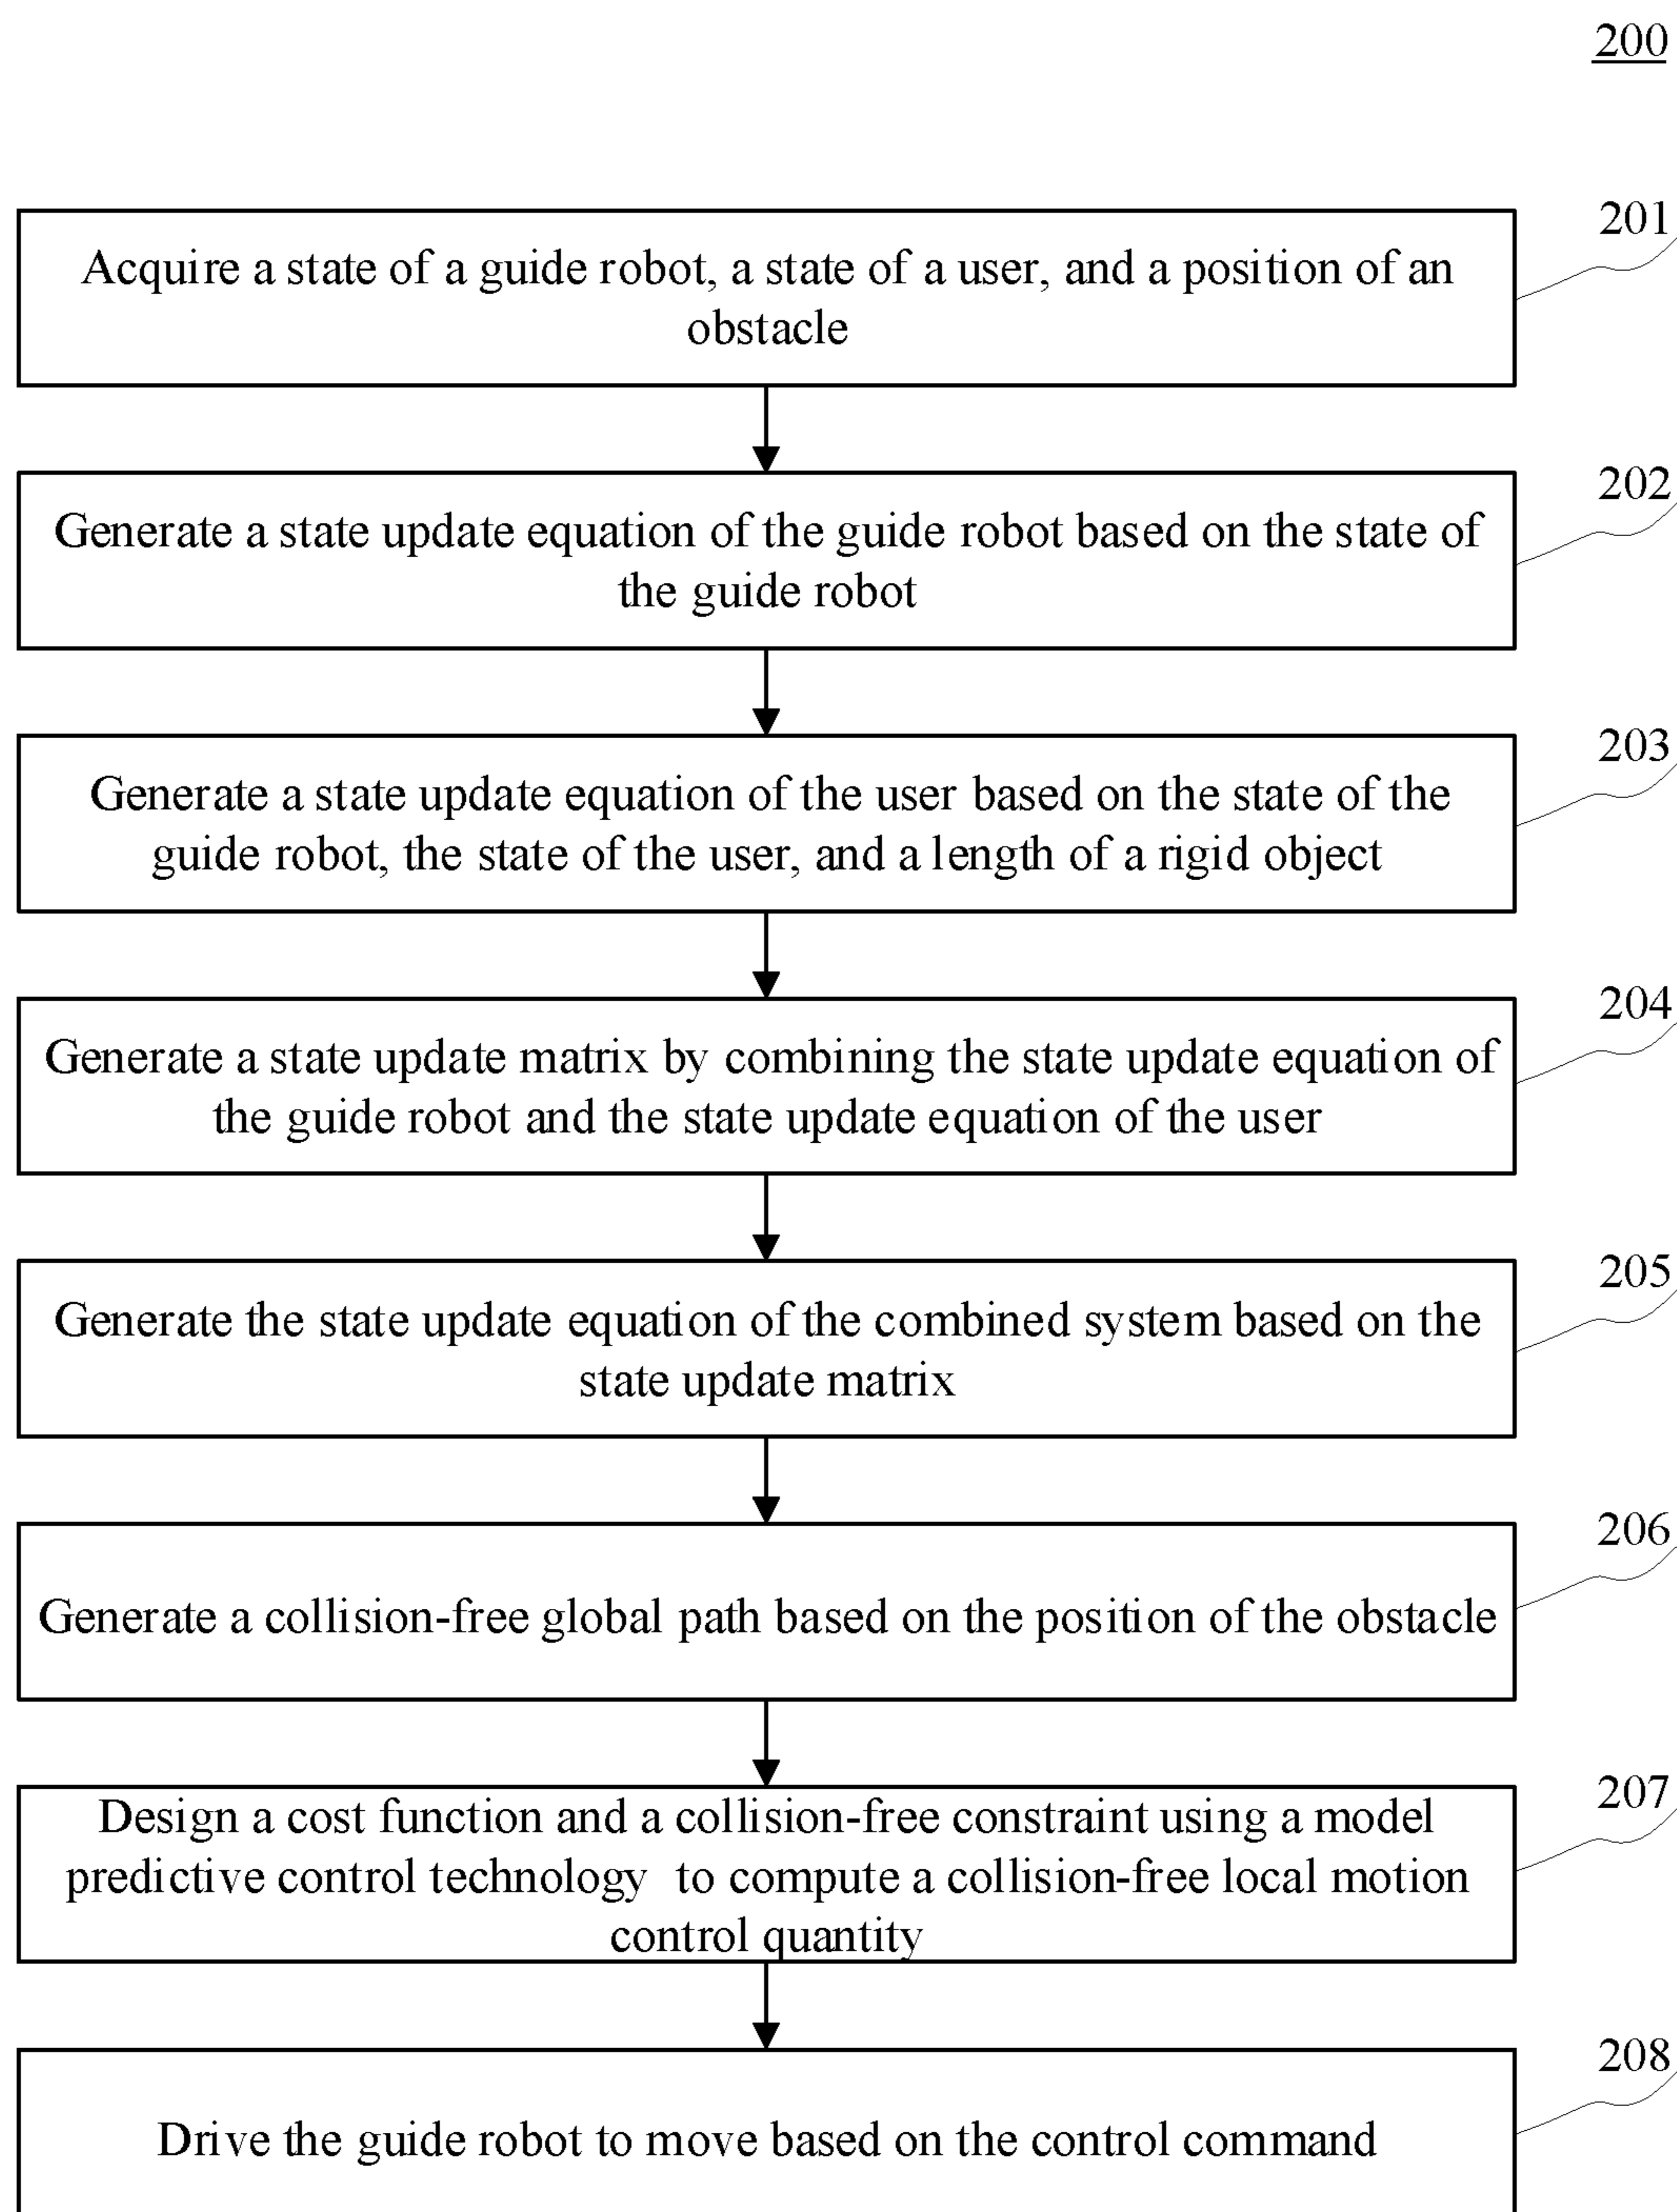 200
201
Acquire a state of a guide robot, a state of a user, and a position of an
obstacle
202
Generate a state update equation of the guide robot based on the state of
the guide robot
203
Generate a state update equation of the user based on the state of the
guide robot, the state of the user, and a length of a rigid object
204
Generate a state update matrix by combining the state update equation of
the guide robot and the state update equation of the user
205
Generate the state update equation of the combined system based on the
state update matrix
206
Generate a collision-free global path based on the position of the obstacle
207
Design a cost function and a collision-free constraint using a model
predictive control technology to compute a collision-free local motion
control quantity
208
Drive the guide robot to move based on the control command